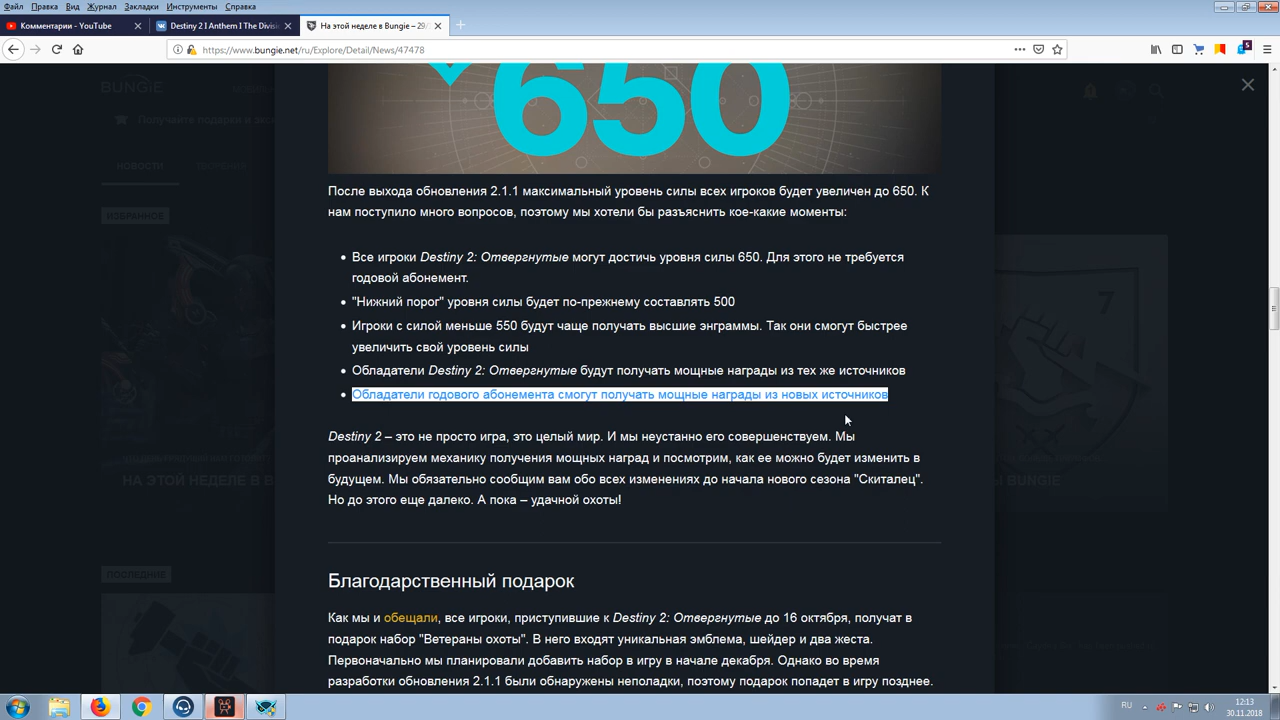 Файл Правка Вид Журнал Закладки Инструменты Справка
Комментарии - YouTube
Destiny 2 I Anthem I The Divisi
На этой неделе в Bungie – 29/
https://www.bungie.net/ru/Explore/Detail/News/47478
5
BUNGIE
НОВОСТИ
ИЗБРАННОЕ
650
7
После выхода обновления 2.1.1 максимальный уровень силы всех игроков будет увеличен до 650. К
нам поступило много вопросов, поэтому мы хотели бы разъяснить кое-какие моменты:
Все игроки Destiny 2: Отвергнутые могут достичь уровня силы 650. Для этого не требуется
годовой абонемент.
"Нижний порог" уровня силы будет по-прежнему составлять 500
Игроки с силой меньше 550 будут чаще получать высшие энграммы. Так они смогут быстрее
увеличить свой уровень силы
Обладатели Destiny 2: Отвергнутые будут получать мощные награды из тех же источников
Обладатели годового абонемента смогут получать мощные награды из новых источников
Destiny 2 – это не просто игра, это целый мир. И мы неустанно его совершенствуем. Мы
проанализируем механику получения мощных наград и посмотрим, как ее можно будет изменить в
будущем. Мы обязательно сообщим вам обо всех изменениях до начала нового сезона "Скиталец".
Но до этого еще далеко. А пока – удачной охоты!
НА ЭТОЙ НЕДЕЛЕ В B
BUNGIE
ПОСЛЕДНИЕ
Благодарственный подарок
Как мы и обещали, все игроки, приступившие к Destiny 2: Отвергнутые до 16 октября, получат в
подарок набор "Ветераны охоты". В него входят уникальная эмблема, шейдер и два жеста.
Первоначально мы планировали добавить набор в игру в начале декабря. Однако во время
разработки обновления 2.1.1 были обнаружены неполадки, поэтому подарок попадет в игру позднее.
RU
12:13
30.11.2018